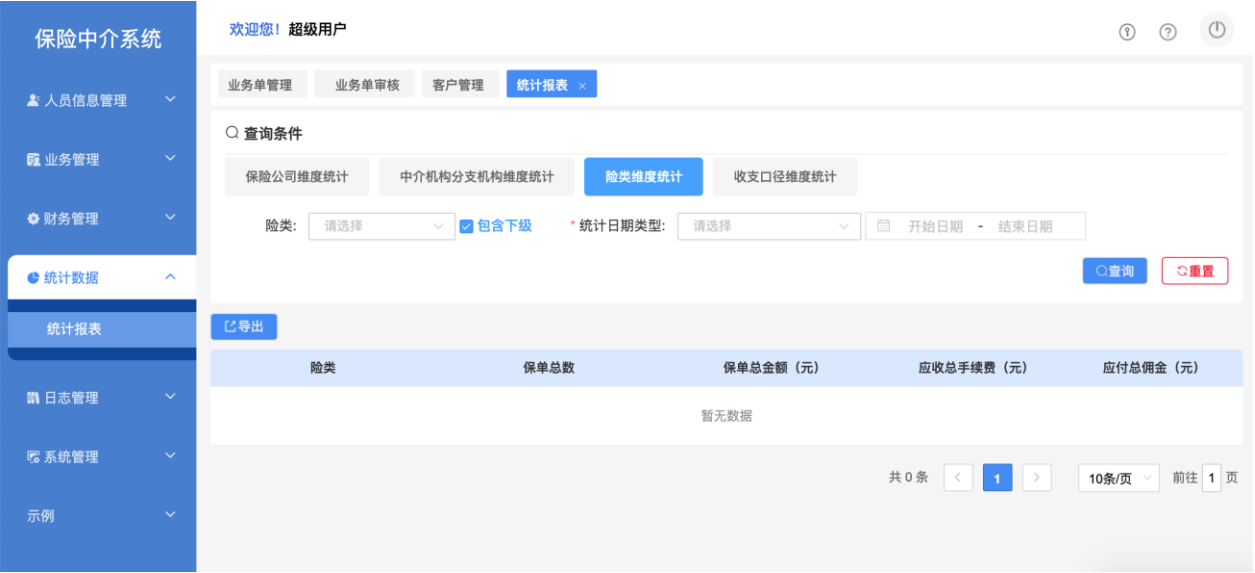 保险中介系统
欢迎您! 超级用户
人员信息管理
业务管理
财务管理
统计数据
统计报表
日志管理
系统管理
示例
业务单管理 业务单审核 客户管理 统计报表 ×
查询条件
保险公司维度统计 中介机构分支机构维度统计 险类维度统计 收支口径维度统计
险类: 请选择 包含下级 * 统计日期类型: 请选择 开始日期 - 结束日期
查询 重置
导出
险类 保单总数 保单总金额（元） 应收总手续费（元） 应付总佣金（元）
暂无数据
共 0 条 < 1 > 10条/页 前往 1 页